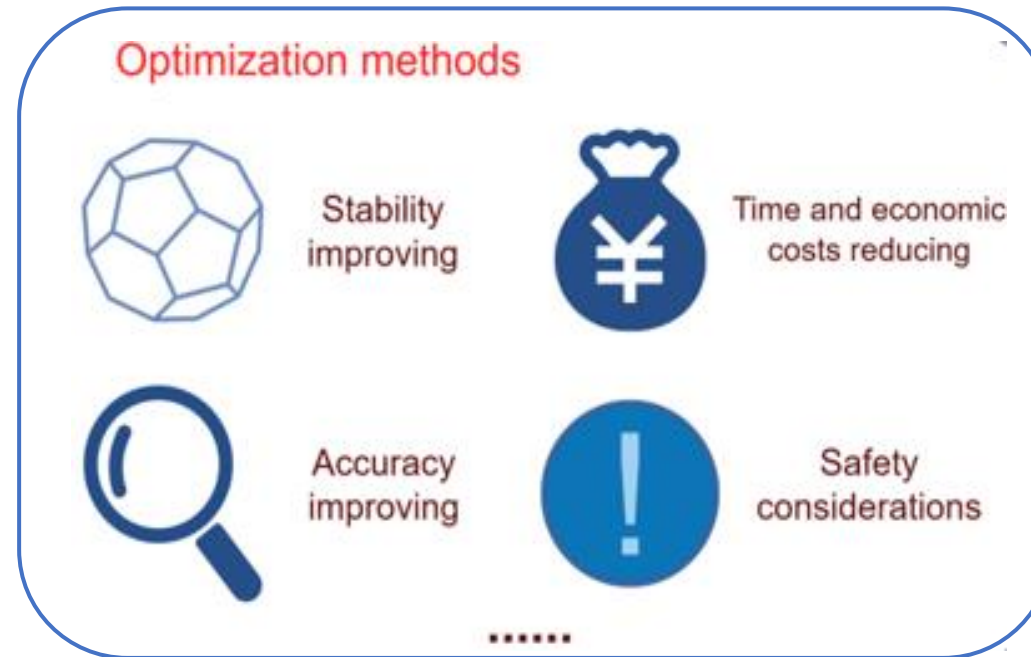 Optimization methods
Stability
improving
¥
Time and economic
costs reducing
Accuracy
improving
!
Safety
considerations
......